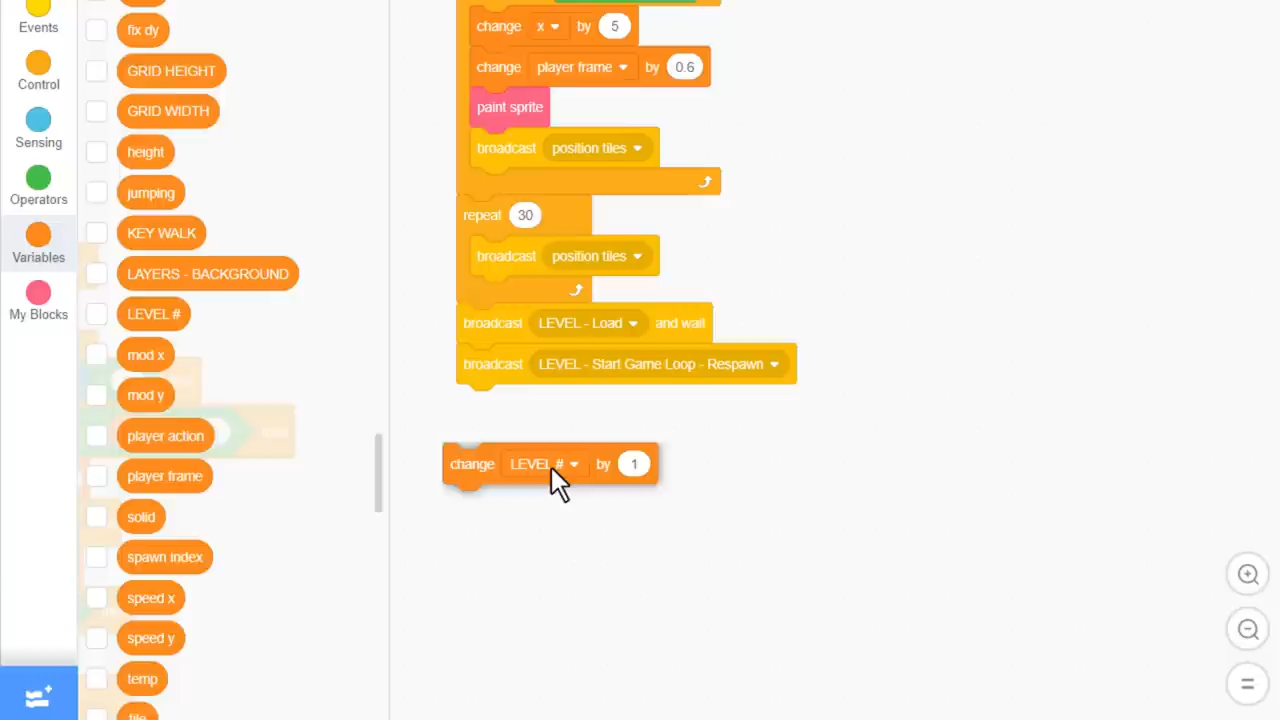 Events
Control
Sensing
Operators
Variables
My Blocks
fix dy
GRID HEIGHT
GRID WIDTH
height
jumping
KEY WALK
LAYERS - BACKGROUND
LEVEL #
mod x
mod y
player action
player frame
solid
spawn index
speed x
speed y
temp
tile
change x by 5
change player frame by 0.6
paint sprite
broadcast position tiles
repeat 30
broadcast position tiles
broadcast LEVEL - Load and wait
broadcast LEVEL - Start Game Loop - Respawn
change LEVEL # by 1